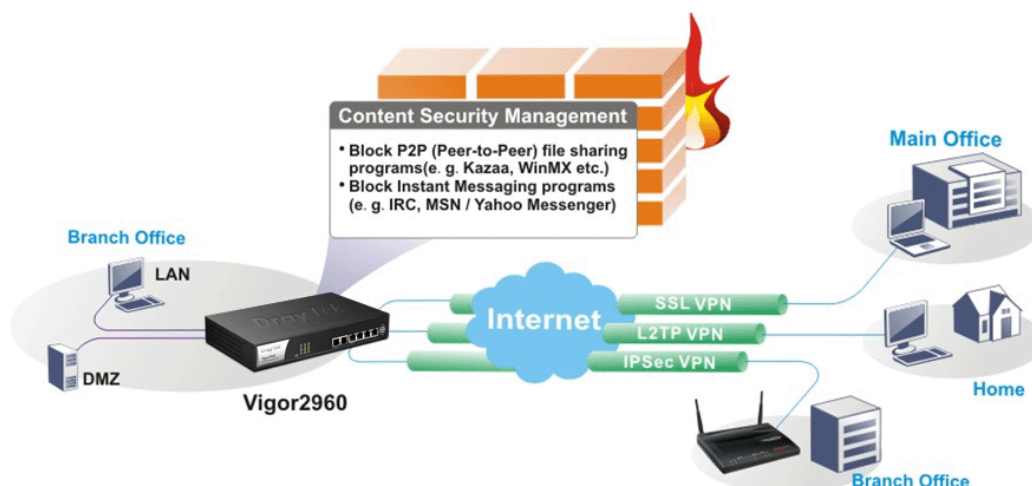 Content Security Management
• Block P2P (Peer-to-Peer) file sharing
programs(e. g. Kazaa, WinMX etc.)
• Block Instant Messaging programs
(e. g. IRC, MSN / Yahoo Messenger)
Main Office
Branch Office
LAN
DrayTek
Internet
SSL VPN
L2TP VPN
IPSec VPN
DMZ
Vigor2960
Home
Branch Office